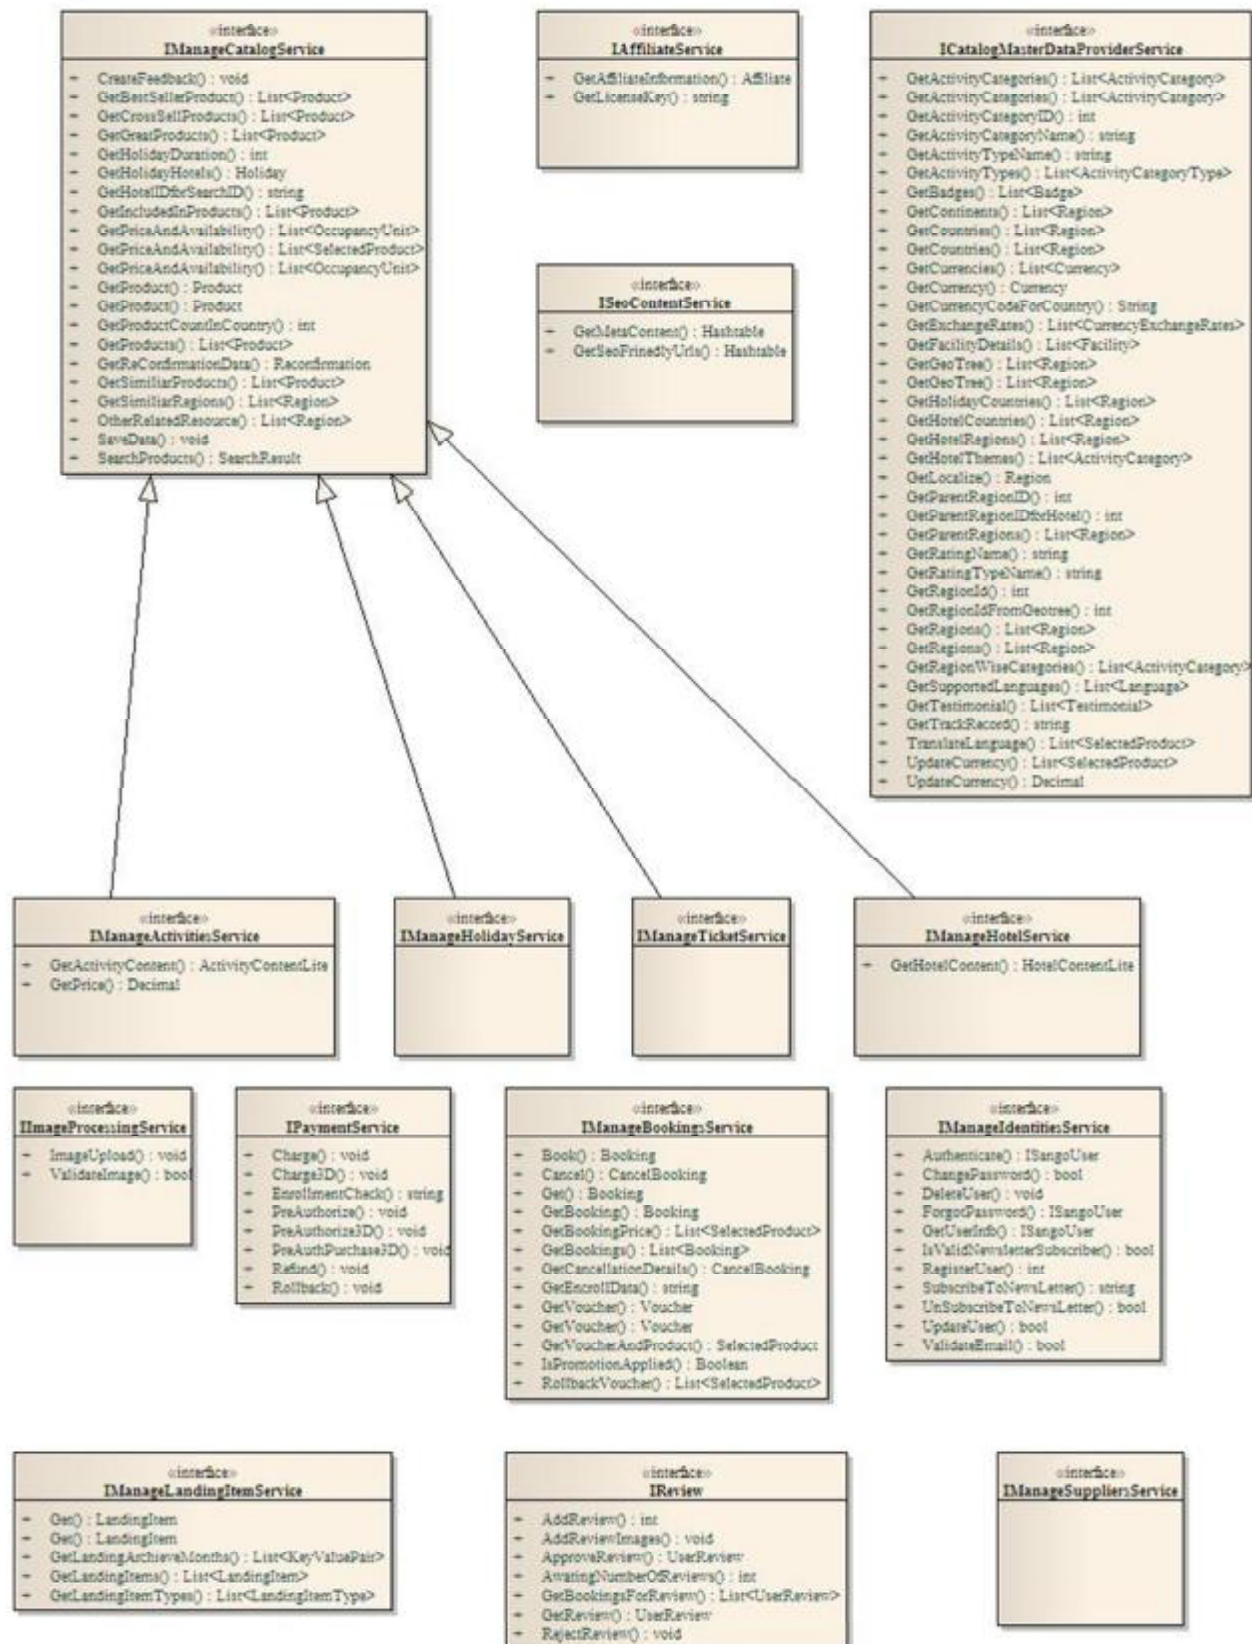 «interface»
IManageCatalogService
+ CreateFeedback() : void
+ GetBestSellerProduct() : List<Product>
+ GetCrossSellProducts() : List<Product>
+ GetGreatProducts() : List<Product>
+ GetHolidayDuration() : int
+ GetHolidayHotels() : Holiday
+ GetHotelIDforSearchID() : string
+ GetIncludedInProducts() : List<Product>
+ GetPriceAndAvailability() : List<OccupancyUnit>
+ GetPriceAndAvailability() : List<SelectedProduct>
+ GetPriceAndAvailability() : List<OccupancyUnit>
+ GetProduct() : Product
+ GetProduct() : Product
+ GetProductCountInCountry() : int
+ GetProducts() : List<Product>
+ GetReConfirmationData() : Reconfirmation
+ GetSimiliarProducts() : List<Product>
+ GetSimiliarRegions() : List<Region>
+ OtherRelatedResource() : List<Region>
+ SaveData() : void
+ SearchProducts() : SearchResult
«interface»
IAffiliateService
+ GetAffiliateInformation() : Affiliate
+ GetLicenseKey() : string
«interface»
ISeoContentService
+ GetMetaContent() : Hashtable
+ GetSeoFrinedlyUrls() : Hashtable
«interface»
ICatalogMasterDataProviderService
+ GetActivityCategories() : List<ActivityCategory>
+ GetActivityCategories() : List<ActivityCategory>
+ GetActivityCategoryID() : int
+ GetActivityCategoryName() : string
+ GetActivityTypeName() : string
+ GetActivityTypes() : List<ActivityCategoryType>
+ GetBadges() : List<Badge>
+ GetContinents() : List<Region>
+ GetCountries() : List<Region>
+ GetCountries() : List<Region>
+ GetCurrencies() : List<Currency>
+ GetCurrency() : Currency
+ GetCurrencyCodeForCountry() : String
+ GetExchangeRates() : List<CurrencyExchangeRates>
+ GetFacilityDetails() : List<Facility>
+ GetGeoTree() : List<Region>
+ GetGeoTree() : List<Region>
+ GetHolidayCountries() : List<Region>
+ GetHotelCountries() : List<Region>
+ GetHotelRegions() : List<Region>
+ GetHotelThemes() : List<ActivityCategory>
+ GetLocalize() : Region
+ GetParentRegionID() : int
+ GetParentRegionIDforHotel() : int
+ GetParentRegions() : List<Region>
+ GetRatingName() : string
+ GetRatingTypeName() : string
+ GetRegionId() : int
+ GetRegionIdFromGeotree() : int
+ GetRegions() : List<Region>
+ GetRegions() : List<Region>
+ GetRegionWiseCategories() : List<ActivityCategory>
+ GetSupportedLanguages() : List<Language>
+ GetTestimonial() : List<Testimonial>
+ GetTrackRecord() : string
+ TranslateLanguage() : List<SelectedProduct>
+ UpdateCurrency() : List<SelectedProduct>
+ UpdateCurrency() : Decimal
«interface»
IManageActivitiesService
+ GetActivityContent() : ActivityContentLite
+ GetPrice() : Decimal
«interface»
IManageHolidayService
«interface»
IManageTicketService
«interface»
IManageHotelService
+ GetHotelContent() : HotelContentLite
«interface»
IImageProcessingService
+ ImageUpload() : void
+ ValidateImage() : bool
«interface»
IPaymentService
+ Charge() : void
+ Charge3D() : void
+ EnrollmentCheck() : string
+ PreAuthorize() : void
+ PreAuthorize3D() : void
+ PreAuthPurchase3D() : void
+ Refund() : void
+ Rollback() : void
«interface»
IManageBookingsService
+ Book() : Booking
+ Cancel() : CancelBooking
+ Get() : Booking
+ GetBooking() : Booking
+ GetBookingPrice() : List<SelectedProduct>
+ GetBookings() : List<Booking>
+ GetCancellationDetails() : CancelBooking
+ GetEncrollData() : string
+ GetVoucher() : Voucher
+ GetVoucher() : Voucher
+ GetVoucherAndProduct() : SelectedProduct
+ IsPromotionApplied() : Boolean
+ RollbackVoucher() : List<SelectedProduct>
«interface»
IManageIdentitiesService
+ Authenticate() : ISangoUser
+ ChangePassword() : bool
+ DeleteUser() : void
+ ForgotPassword() : ISangoUser
+ GetUserInfo() : ISangoUser
+ IsValidNewsletterSubscriber() : bool
+ RegisterUser() : int
+ SubscribeToNewsLetter() : string
+ UnSubscribeToNewsLetter() : bool
+ UpdateUser() : bool
+ ValidateEmail() : bool
«interface»
IManageLandingItemService
+ Get() : LandingItem
+ Get() : LandingItem
+ GetLandingArchieveMonths() : List<KeyValuePair>
+ GetLandingItems() : List<LandingItem>
+ GetLandingItemTypes() : List<LandingItemType>
«interface»
IReview
+ AddReview() : int
+ AddReviewImages() : void
+ ApproveReview() : UserReview
+ AwatingNumberOfReviews() : int
+ GetBookingsForReview() : List<UserReview>
+ GetReview() : UserReview
+ RejectReview() : void
«interface»
IManageSuppliersService